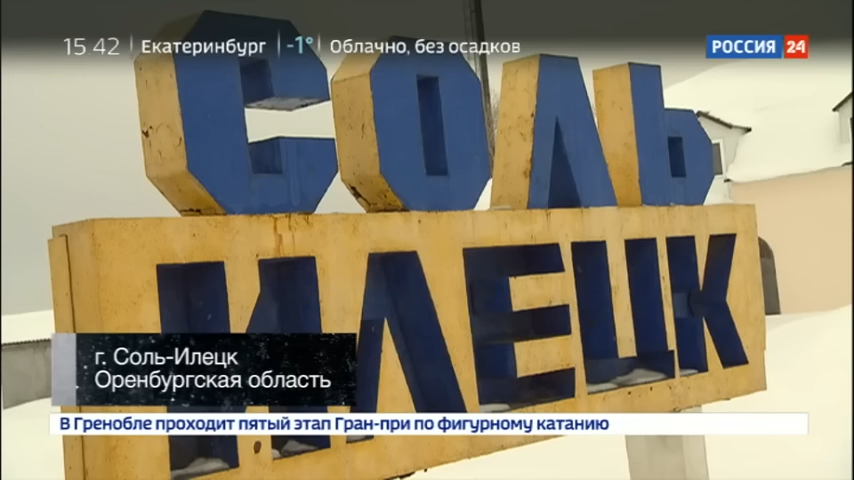 15:42 Екатеринбург -1° Облачно, без осадков
РОССИЯ 24
СОЛЬ
ИЛЕЦК
г. Соль-Илецк
Оренбургская область
В Гренобле проходит пятый этап Гран-при по фигурному катанию